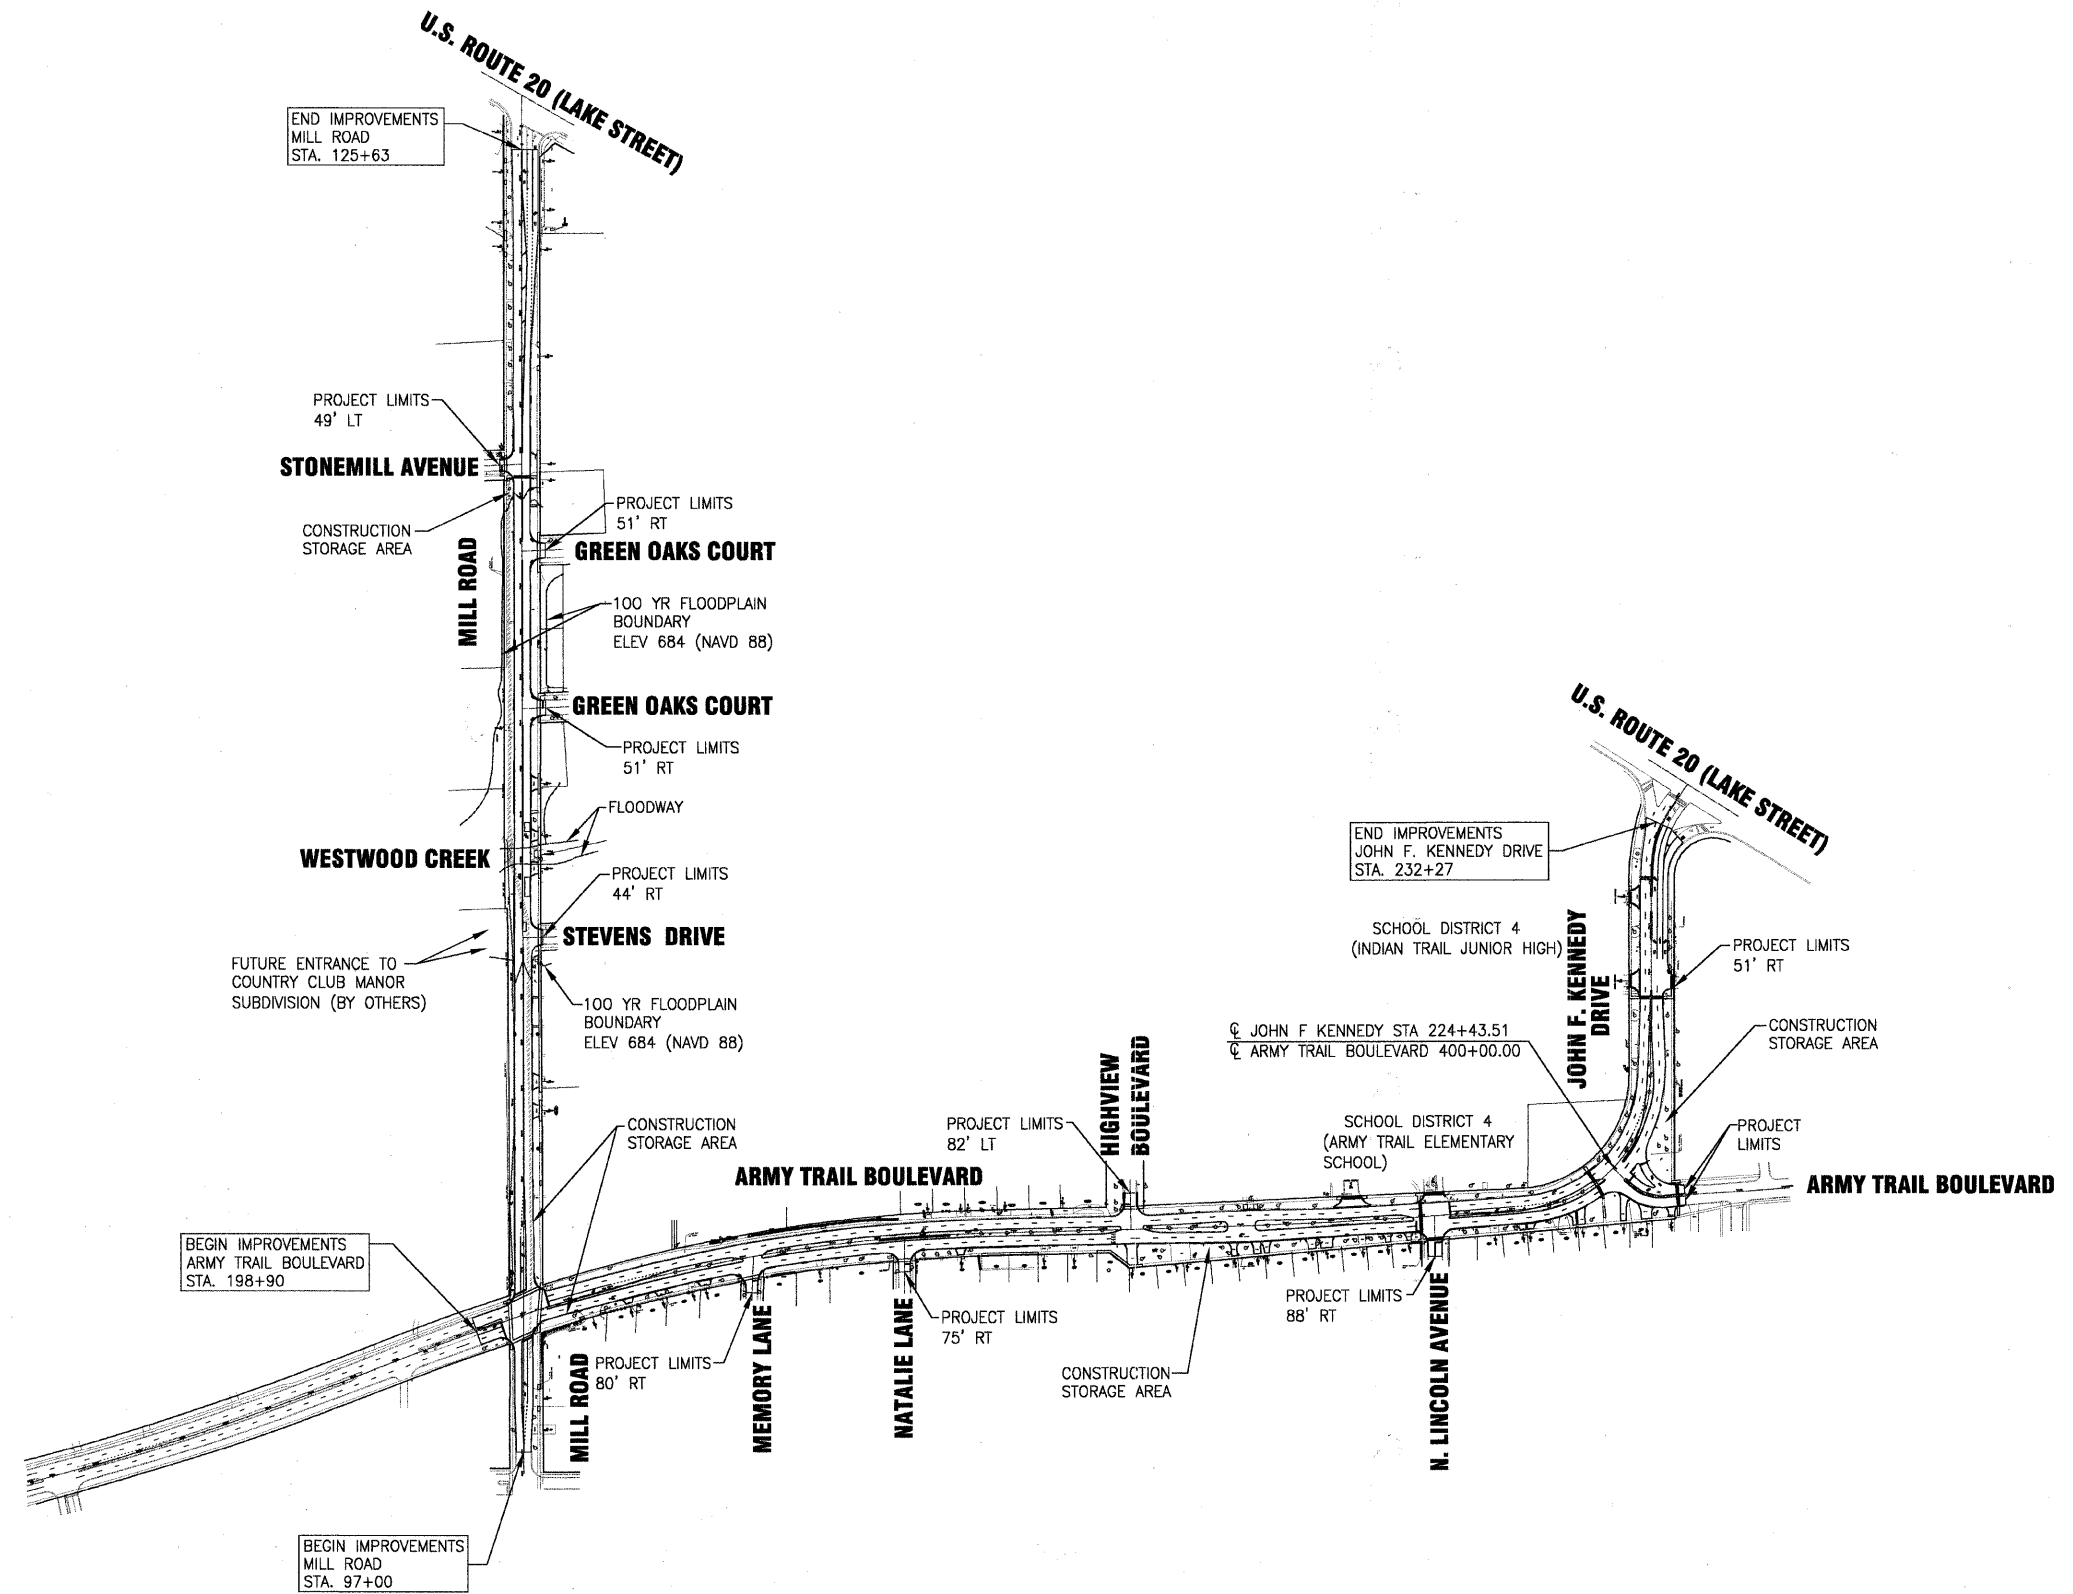 U.S. ROUTE 20 (LAKE STREET)
END IMPROVEMENTS
MILL ROAD
STA. 125+63
PROJECT LIMITS
49' LT
STONEMILL AVENUE
CONSTRUCTION
STORAGE AREA
PROJECT LIMITS
51' RT
GREEN OAKS COURT
MILL ROAD
100 YR FLOODPLAIN
BOUNDARY
ELEV 684 (NAVD 88)
GREEN OAKS COURT
PROJECT LIMITS
51' RT
FLOODWAY
WESTWOOD CREEK
PROJECT LIMITS
44' RT
STEVENS DRIVE
FUTURE ENTRANCE TO
COUNTRY CLUB MANOR
SUBDIVISION (BY OTHERS)
100 YR FLOODPLAIN
BOUNDARY
ELEV 684 (NAVD 88)
CONSTRUCTION
STORAGE AREA
BEGIN IMPROVEMENTS
ARMY TRAIL BOULEVARD
STA. 198+90
BEGIN IMPROVEMENTS
MILL ROAD
STA. 97+00
MILL ROAD
PROJECT LIMITS
80' RT
MEMORY LANE
ARMY TRAIL BOULEVARD
NATALIE LANE
PROJECT LIMITS
75' RT
PROJECT LIMITS
82' LT
HIGHVIEW
BOULEVARD
CONSTRUCTION
STORAGE AREA
PROJECT LIMITS
88' RT
N. LINCOLN AVENUE
SCHOOL DISTRICT 4
(ARMY TRAIL ELEMENTARY
SCHOOL)
℄ JOHN F KENNEDY STA 224+43.51
℄ ARMY TRAIL BOULEVARD 400+00.00
SCHOOL DISTRICT 4
(INDIAN TRAIL JUNIOR HIGH)
JOHN F. KENNEDY
DRIVE
END IMPROVEMENTS
JOHN F. KENNEDY DRIVE
STA. 232+27
U.S. ROUTE 20 (LAKE STREET)
PROJECT LIMITS
51' RT
CONSTRUCTION
STORAGE AREA
PROJECT
LIMITS
ARMY TRAIL BOULEVARD